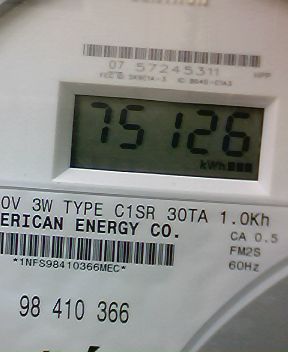 07 57245311
75126
kWh
0V 3W TYPE C1SR 30TA 1.0Kh
ERICAN ENERGY CO.
CA 0.5
FM2S
60Hz
*1NFS98410366MEC*
98 410 366